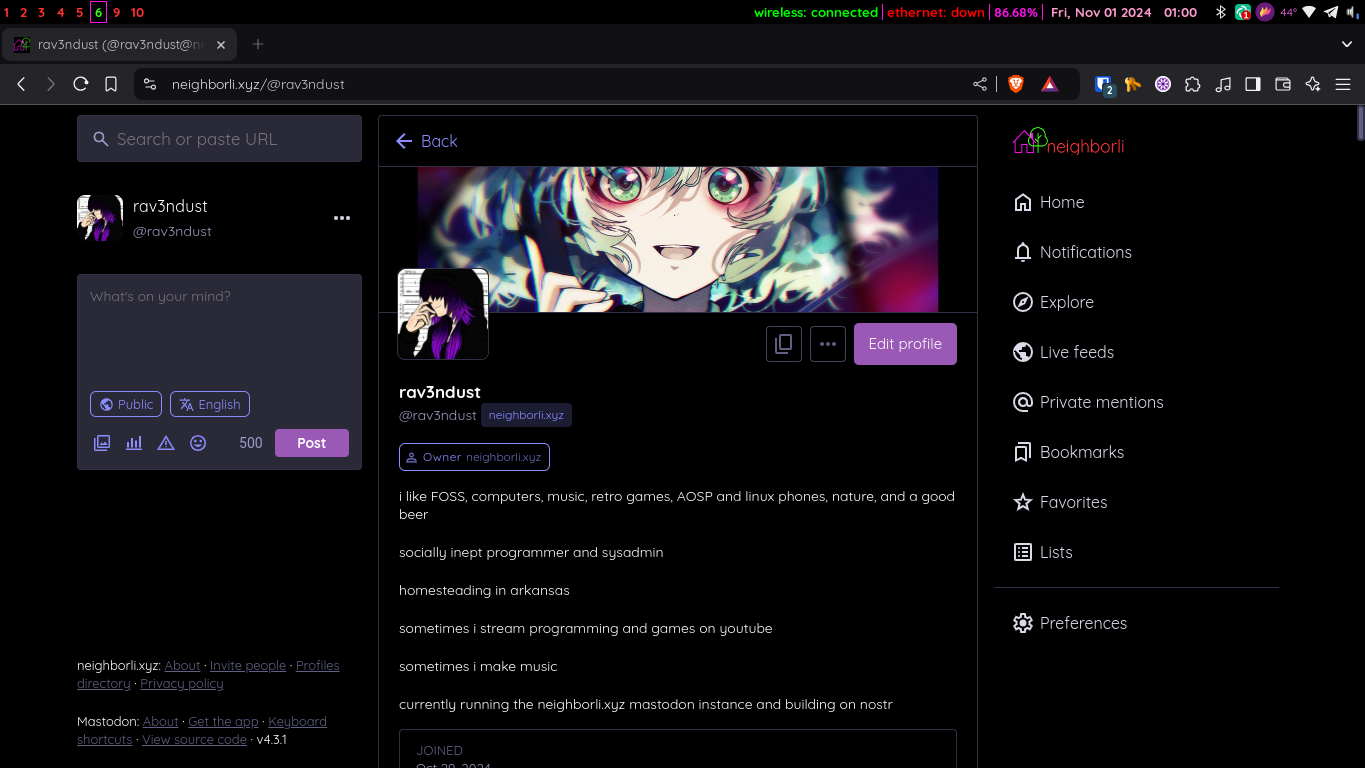 1 2 3 4 5 6 9 10
wireless: connected
ethernet: down
86.68%
Fri, Nov 01 2024 01:00
44°
rav3ndust (@rav3ndust@n
neighborli.xyz/@rav3ndust
2
Search or paste URL
rav3ndust
@rav3ndust
What's on your mind?
Public
English
500
Post
neighborli.xyz: About · Invite people · Profiles
directory · Privacy policy
Mastodon: About · Get the app · Keyboard
shortcuts · View source code · v4.3.1
Back
Edit profile
rav3ndust
@rav3ndust neighborli.xyz
Owner neighborli.xyz
i like FOSS, computers, music, retro games, AOSP and linux phones, nature, and a good
beer
socially inept programmer and sysadmin
homesteading in arkansas
sometimes i stream programming and games on youtube
sometimes i make music
currently running the neighborli.xyz mastodon instance and building on nostr
JOINED
Oct 29, 2024
neighborli
Home
Notifications
Explore
Live feeds
Private mentions
Bookmarks
Favorites
Lists
Preferences